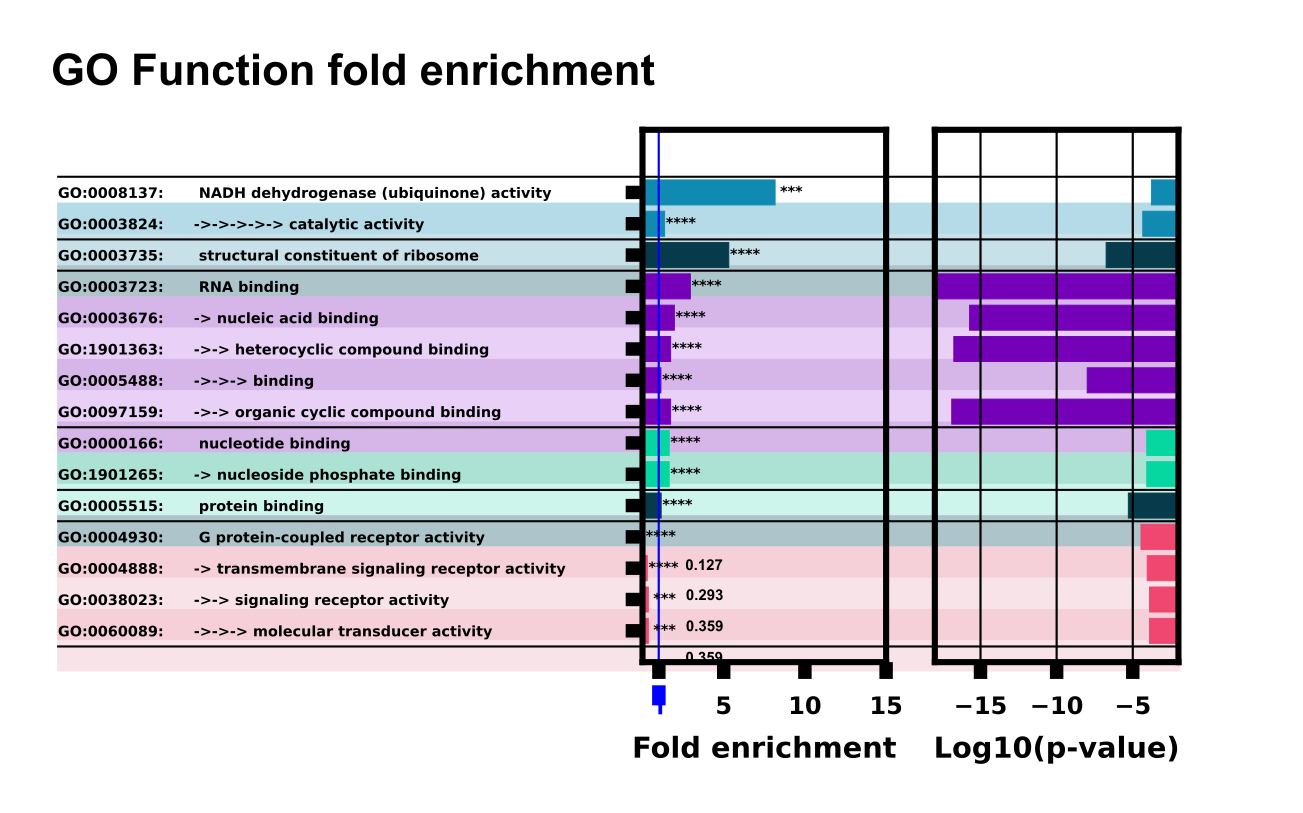 GO Function fold enrichment
GO:0008137: NADH dehydrogenase (ubiquinone) activity ***
GO:0003824: ->->->->-> catalytic activity ****
GO:0003735: structural constituent of ribosome ****
GO:0003723: RNA binding ****
GO:0003676: -> nucleic acid binding ****
GO:1901363: ->-> heterocyclic compound binding ****
GO:0005488: ->->-> binding ****
GO:0097159: ->-> organic cyclic compound binding ****
GO:0000166: nucleotide binding ****
GO:1901265: -> nucleoside phosphate binding ****
GO:0005515: protein binding ****
GO:0004930: G protein-coupled receptor activity ****
GO:0004888: -> transmembrane signaling receptor activity **** 0.127
GO:0038023: ->-> signaling receptor activity *** 0.293
GO:0060089: ->->-> molecular transducer activity *** 0.359
0.359
5 10 15 −15 −10 −5
Fold enrichment Log10(p-value)